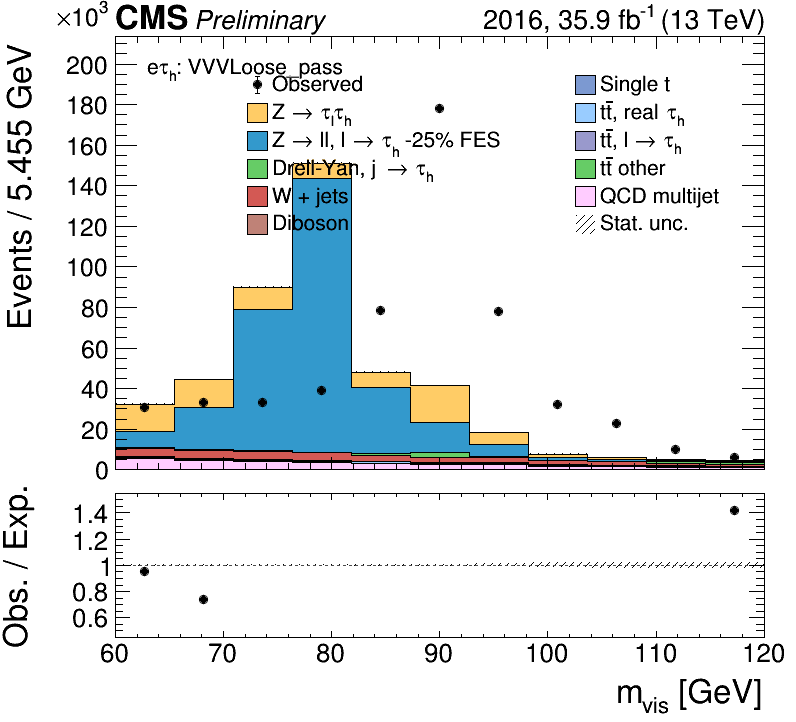 ×10³ CMS Preliminary 2016, 35.9 fb⁻¹ (13 TeV)
eτh: VVVLoose_pass
Observed
Z → τlτh
Z → ll, l → τh -25% FES
Drell-Yan, j → τh
W + jets
Diboson
Single t
tt̄, real τh
tt̄, l → τh
tt̄ other
QCD multijet
Stat. unc.
Events / 5.455 GeV
200
180
160
140
120
100
80
60
40
20
0
Obs. / Exp.
1.4
1.2
1
0.8
0.6
60 70 80 90 100 110 120
mvis [GeV]